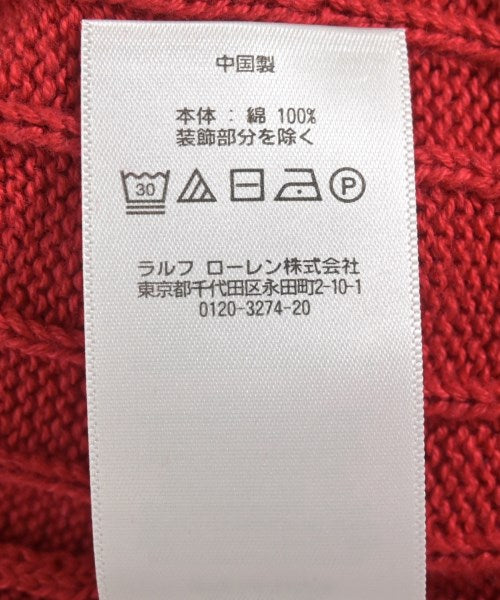 中国製
本体：綿 100%
装飾部分を除く
30 P
ラルフ ローレン株式会社
東京都千代田区永田町2-10-1
0120-3274-20